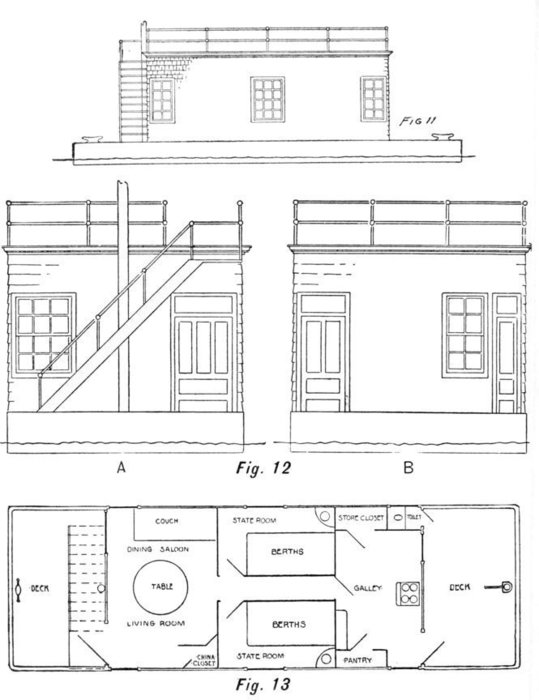 FIG 11
A
Fig. 12
B
COUCH
STATE ROOM
STORE CLOSET
TOILET
DINING SALOON
BERTHS
DECK
TABLE
GALLEY
DECK
LIVING ROOM
BERTHS
CHINA
CLOSET
STATE ROOM
PANTRY
Fig. 13